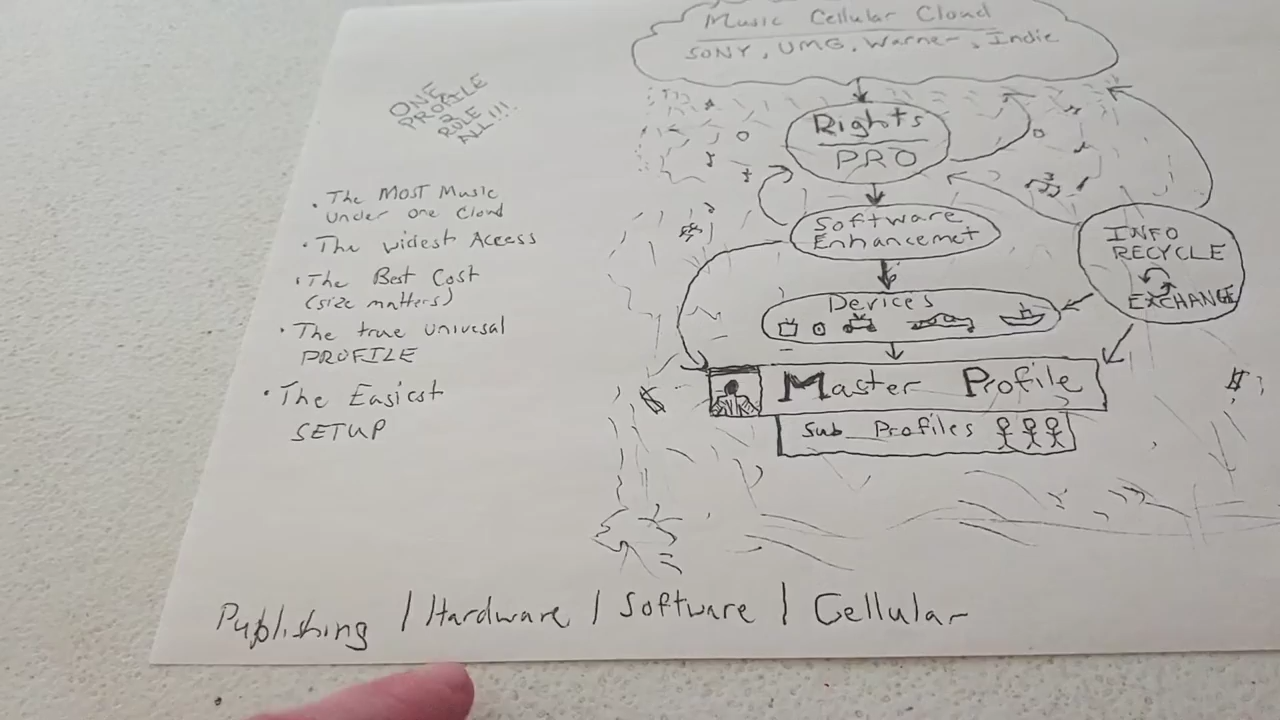 Music Cellular Cloud
SONY, UMG, Warner, Indie
ONE
PROFILE
2
RULE
ALL!!!
Rights
PRO
• The MOST Music
Under one Cloud
• The widest Access
• The Best Cost
(size matters)
• The true univesal
PROFILE
• The Easiest
SETUP
Software
Enhancemet
INFO
RECYCLE
EXCHANGE
Devices
Master Profile
Sub Profiles
Publishing / Hardware / Software / Cellular